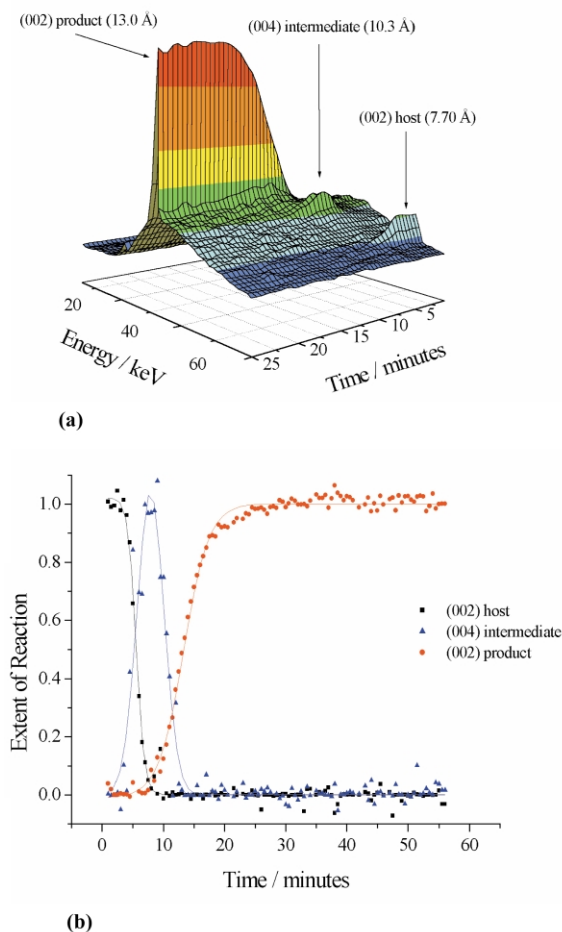 (002) product (13.0 Å)
(004) intermediate (10.3 Å)
(002) host (7.70 Å)
20
40
60
Energy / keV
25
20
15
10
5
Time / minutes
(a)
1.0
0.8
0.6
0.4
0.2
0.0
Extent of Reaction
(002) host
(004) intermediate
(002) product
0
10
20
30
40
50
60
Time / minutes
(b)